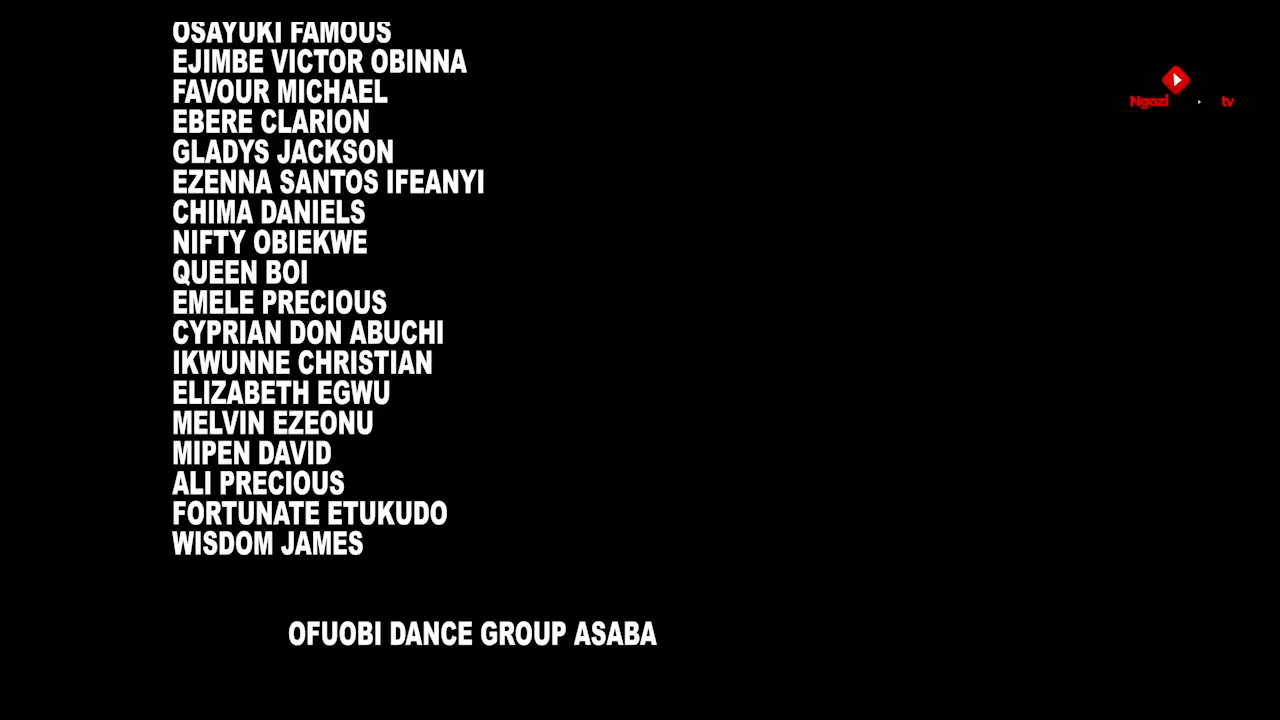 OSAYUKI FAMOUS
EJIMBE VICTOR OBINNA
FAVOUR MICHAEL
EBERE CLARION
GLADYS JACKSON
EZENNA SANTOS IFEANYI
CHIMA DANIELS
NIFTY OBIEKWE
QUEEN BOI
EMELE PRECIOUS
CYPRIAN DON ABUCHI
IKWUNNE CHRISTIAN
ELIZABETH EGWU
MELVIN EZEONU
MIPEN DAVID
ALI PRECIOUS
FORTUNATE ETUKUDO
WISDOM JAMES
OFUOBI DANCE GROUP ASABA
Ngozi tv